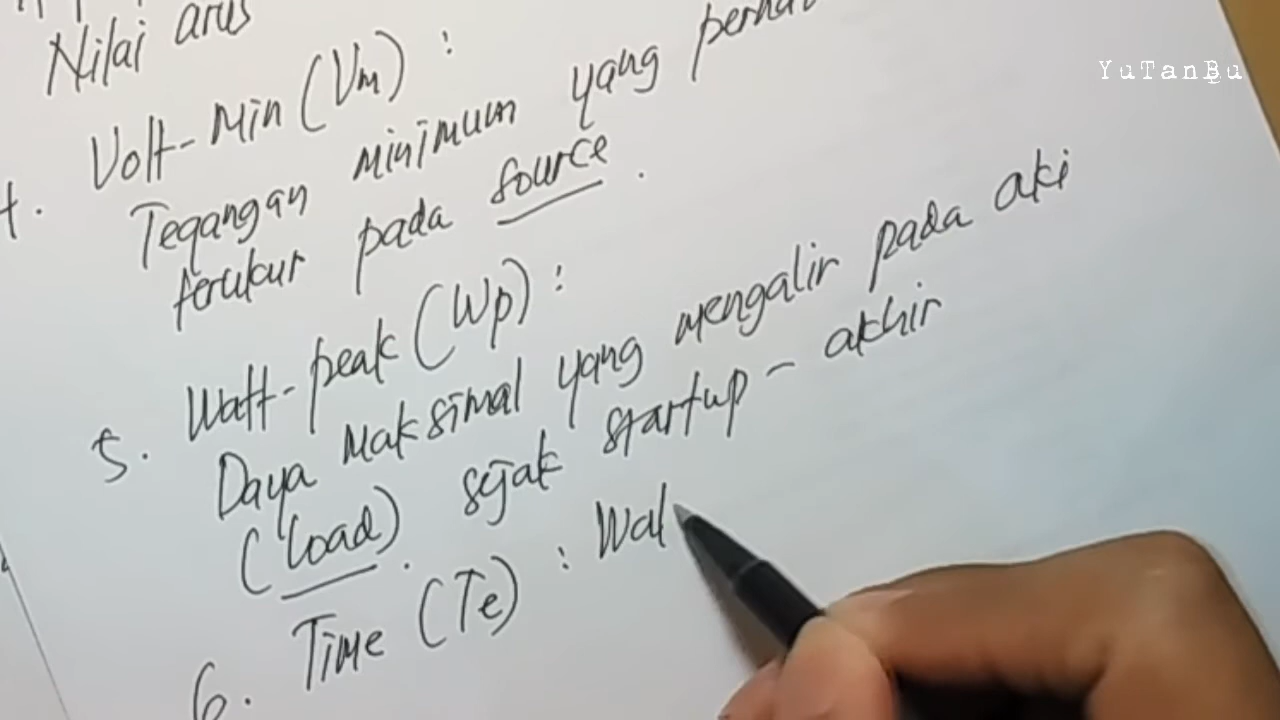 Nilai arus
YuTanBu
4. Volt-Min (Vm) :
Tegangan minimum yang
terukur pada source.
5. Watt-peak (Wp) :
Daya Maksimal yang mengalir pada aki
(Load) sejak startup - akhir
6. Time (Te) : Wak